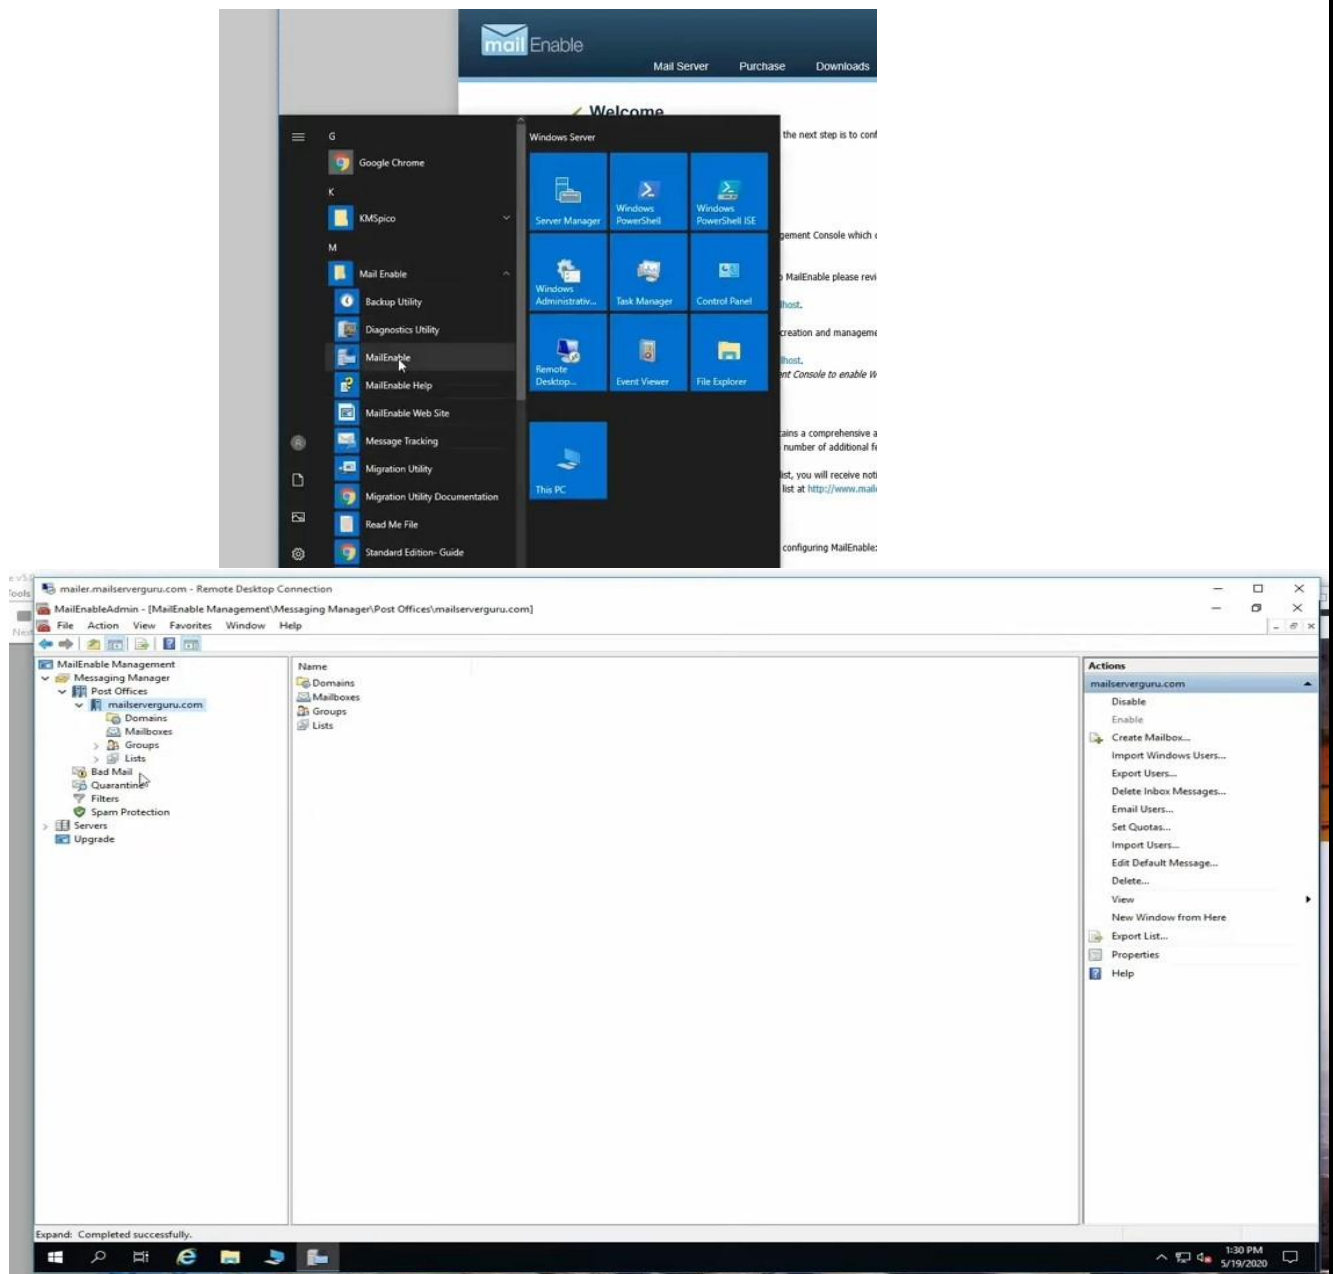 mail Enable
Mail Server Purchase Downloads
Welcome
G
Google Chrome
K
KMSpico
M
Mail Enable
Backup Utility
Diagnostics Utility
MailEnable
MailEnable Help
MailEnable Web Site
Message Tracking
Migration Utility
Migration Utility Documentation
Read Me File
Standard Edition- Guide
Windows Server
Server Manager
Windows PowerShell
Windows PowerShell ISE
Windows Administrativ...
Task Manager
Control Panel
Remote Desktop...
Event Viewer
File Explorer
This PC
the next step is to conf
gement Console which
MailEnable please revi
lhost.
creation and manageme
lhost.
nt Console to enable W
ains a comprehensive a
number of additional fe
list, you will receive noti
list at http://www.mail
configuring MailEnable:
mailer.mailserverguru.com - Remote Desktop Connection
MailEnableAdmin - [MailEnable Management\Messaging Manager\Post Offices\mailserverguru.com]
File Action View Favorites Window Help
MailEnable Management
Messaging Manager
Post Offices
mailserverguru.com
Domains
Mailboxes
Groups
Lists
Bad Mail
Quarantine
Filters
Spam Protection
Servers
Upgrade
Name
Domains
Mailboxes
Groups
Lists
Actions
mailserverguru.com
Disable
Enable
Create Mailbox...
Import Windows Users...
Export Users...
Delete Inbox Messages...
Email Users...
Set Quotas...
Import Users...
Edit Default Message...
Delete...
View
New Window from Here
Export List...
Properties
Help
Expand: Completed successfully.
1:30 PM
5/19/2020